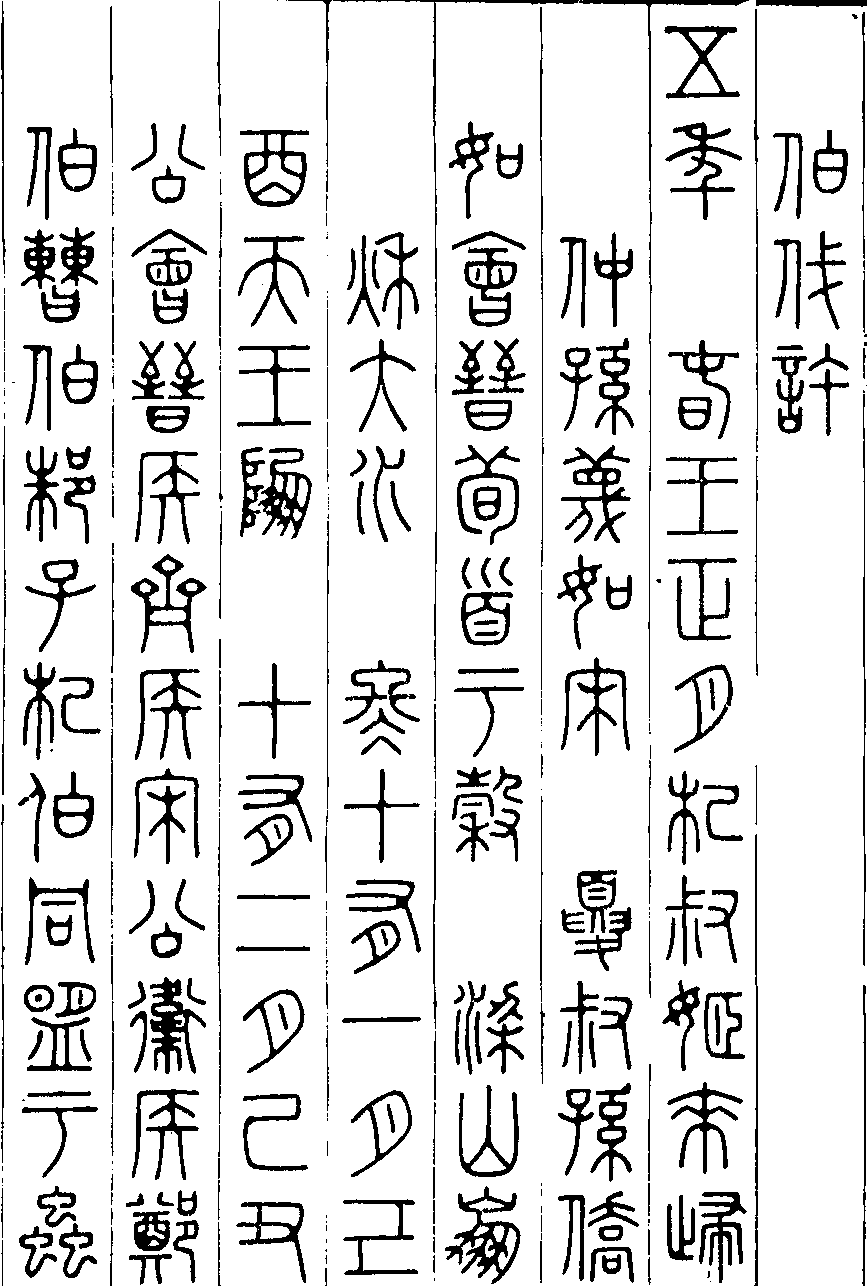 伯伐許
五年 春王正月杞叔姬來歸
仲孫蔑如宋 夏叔孫僑
如會晉荀首于穀 梁山崩
秋大水 冬十有一月己
酉天王崩 十有二月己丑
公會晉侯齊侯宋公衛侯鄭
伯曹伯邾子杞伯同盟于蟲